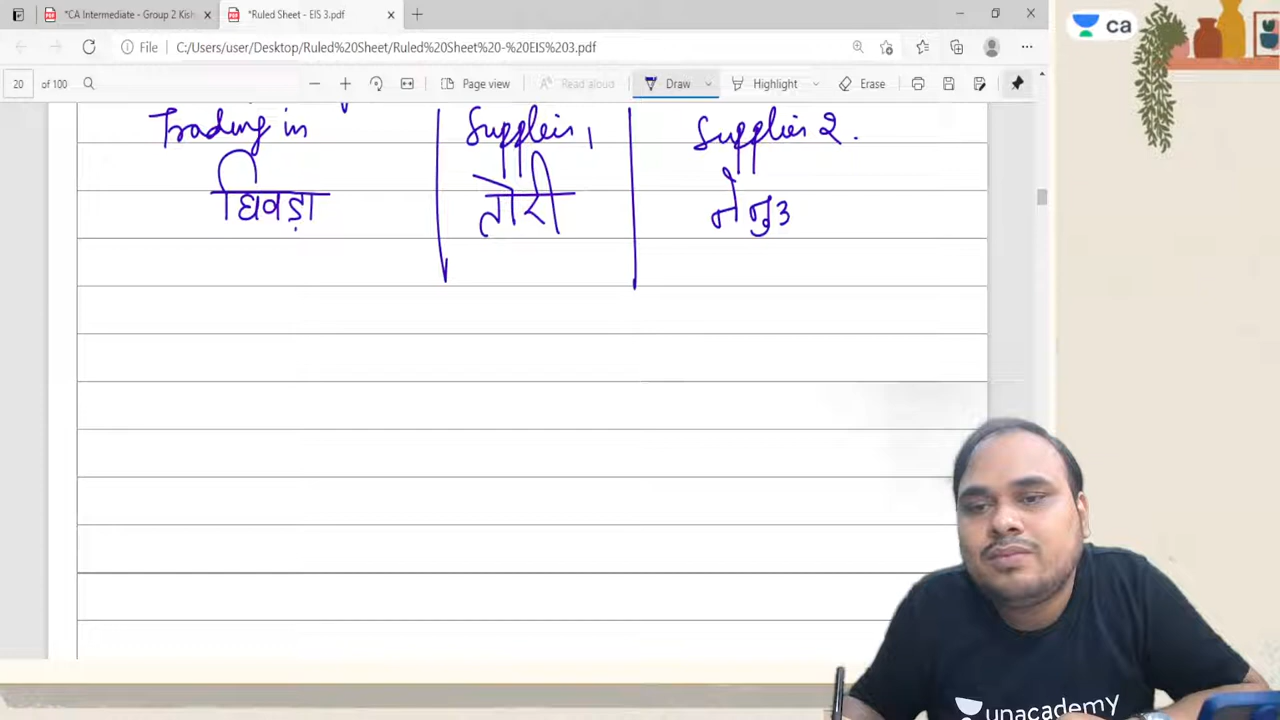 *CA Intermediate - Group 2 Kish
*Ruled Sheet - EIS 3.pdf
File
C:/Users/user/Desktop/Ruled%20Sheet/Ruled%20Sheet%20-%20EIS%203.pdf
20 of 100
Page view
Read aloud
Draw
Highlight
Erase
ca
Trading in
Supplier 1
Supplier 2.
घिवड़ा
तोरी
नेनुउ
unacademy